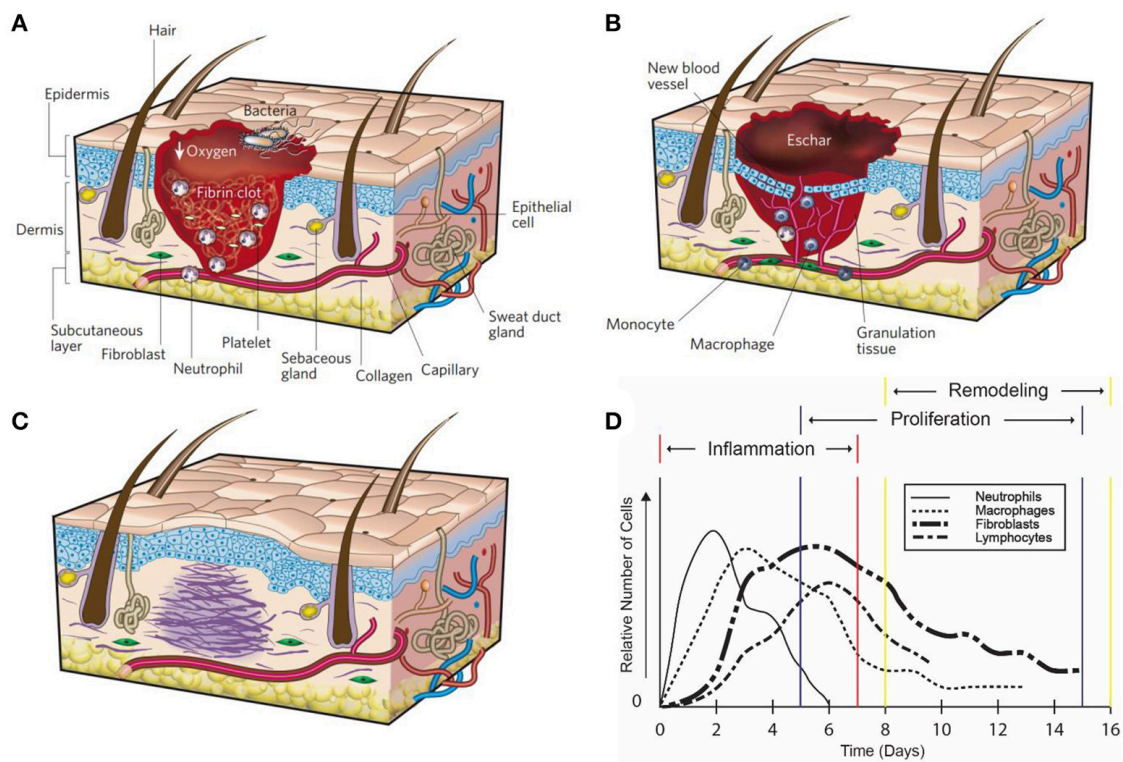 A
Hair
Epidermis
Bacteria
Oxygen
Fibrin clot
Dermis
Epithelial
cell
Subcutaneous
layer
Fibroblast
Neutrophil
Platelet
Sebaceous
gland
Collagen
Capillary
Sweat duct
gland
B
New blood
vessel
Eschar
Monocyte
Macrophage
Granulation
tissue
C
D
Remodeling
Proliferation
Inflammation
Neutrophils
Macrophages
Fibroblasts
Lymphocytes
Relative Number of Cells
0
0 2 4 6 8 10 12 14 16
Time (Days)